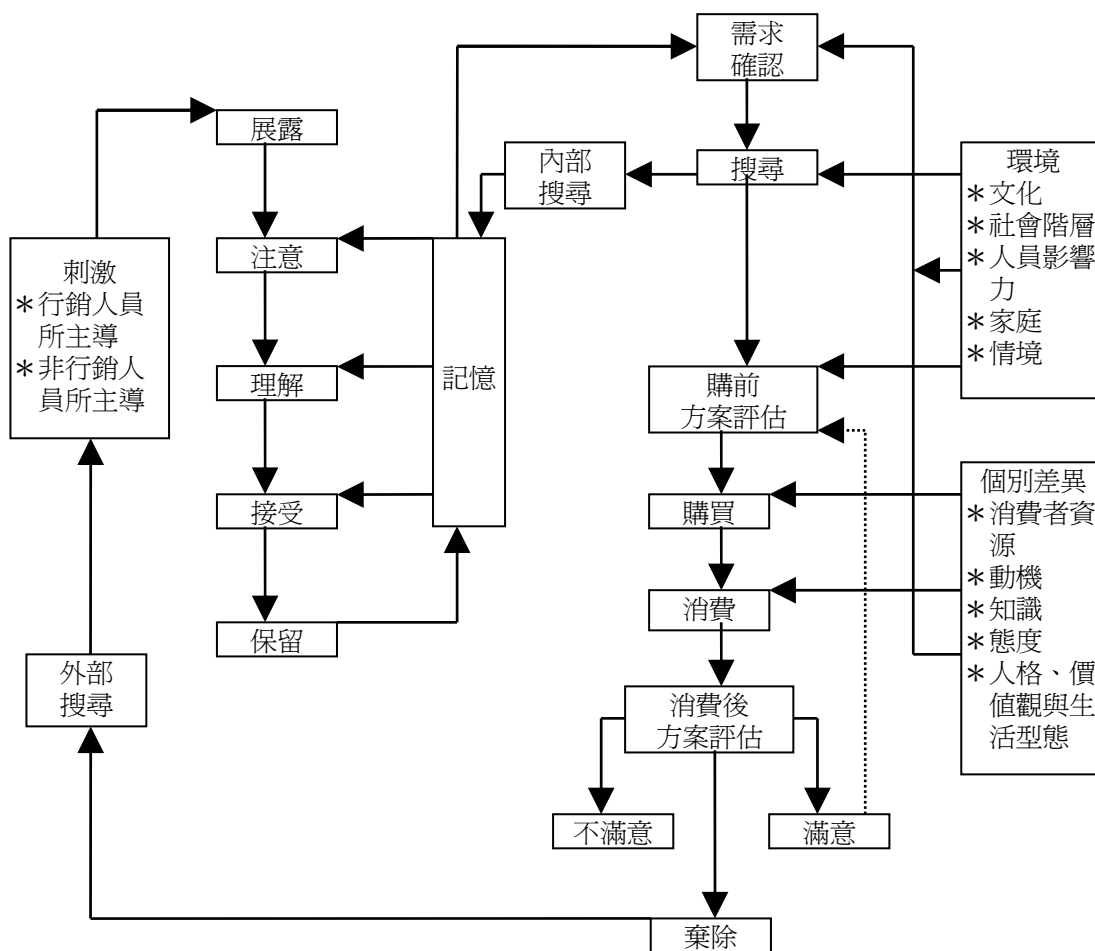 需求
確認
展露
內部
搜尋
搜尋
環境
＊文化
＊社會階層
＊人員影響
力
＊家庭
＊情境
刺激
＊行銷人員
所主導
＊非行銷人
員所主導
注意
理解
記憶
購前
方案評估
接受
購買
個別差異
＊消費者資
源
＊動機
＊知識
＊態度
＊人格、價
值觀與生
活型態
保留
消費
外部
搜尋
消費後
方案評估
不滿意
滿意
棄除